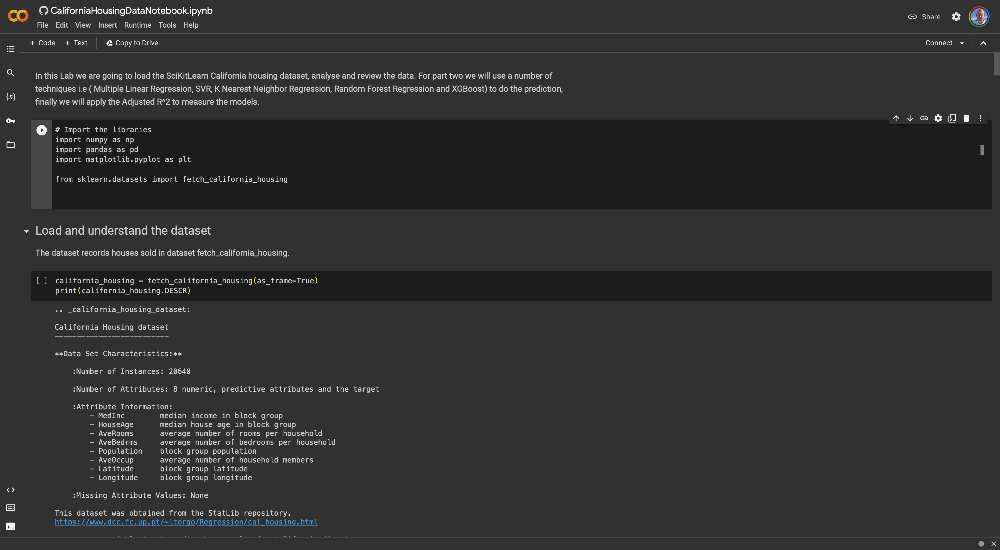 CaliforniaHousingDataNotebook.ipynb
File Edit View Insert Runtime Tools Help
Share
+ Code + Text Copy to Drive
Connect
In this Lab we are going to load the SciKitLearn California housing dataset, analyse and review the data. For part two we will use a number of
techniques i.e ( Multiple Linear Regression, SVR, K Nearest Neighbor Regression, Random Forest Regression and XGBoost) to do the prediction,
finally we will apply the Adjusted R^2 to measure the models.
# Import the libraries
import numpy as np
import pandas as pd
import matplotlib.pyplot as plt
from sklearn.datasets import fetch_california_housing
Load and understand the dataset
The dataset records houses sold in dataset fetch_california_housing.
[ ] california_housing = fetch_california_housing(as_frame=True)
print(california_housing.DESCR)
.. _california_housing_dataset:
California Housing dataset
--------------------------
**Data Set Characteristics:**
:Number of Instances: 20640
:Number of Attributes: 8 numeric, predictive attributes and the target
:Attribute Information:
- MedInc median income in block group
- HouseAge median house age in block group
- AveRooms average number of rooms per household
- AveBedrms average number of bedrooms per household
- Population block group population
- AveOccup average number of household members
- Latitude block group latitude
- Longitude block group longitude
:Missing Attribute Values: None
This dataset was obtained from the StatLib repository.
https://www.dcc.fc.up.pt/~ltorgo/Regression/cal_housing.html